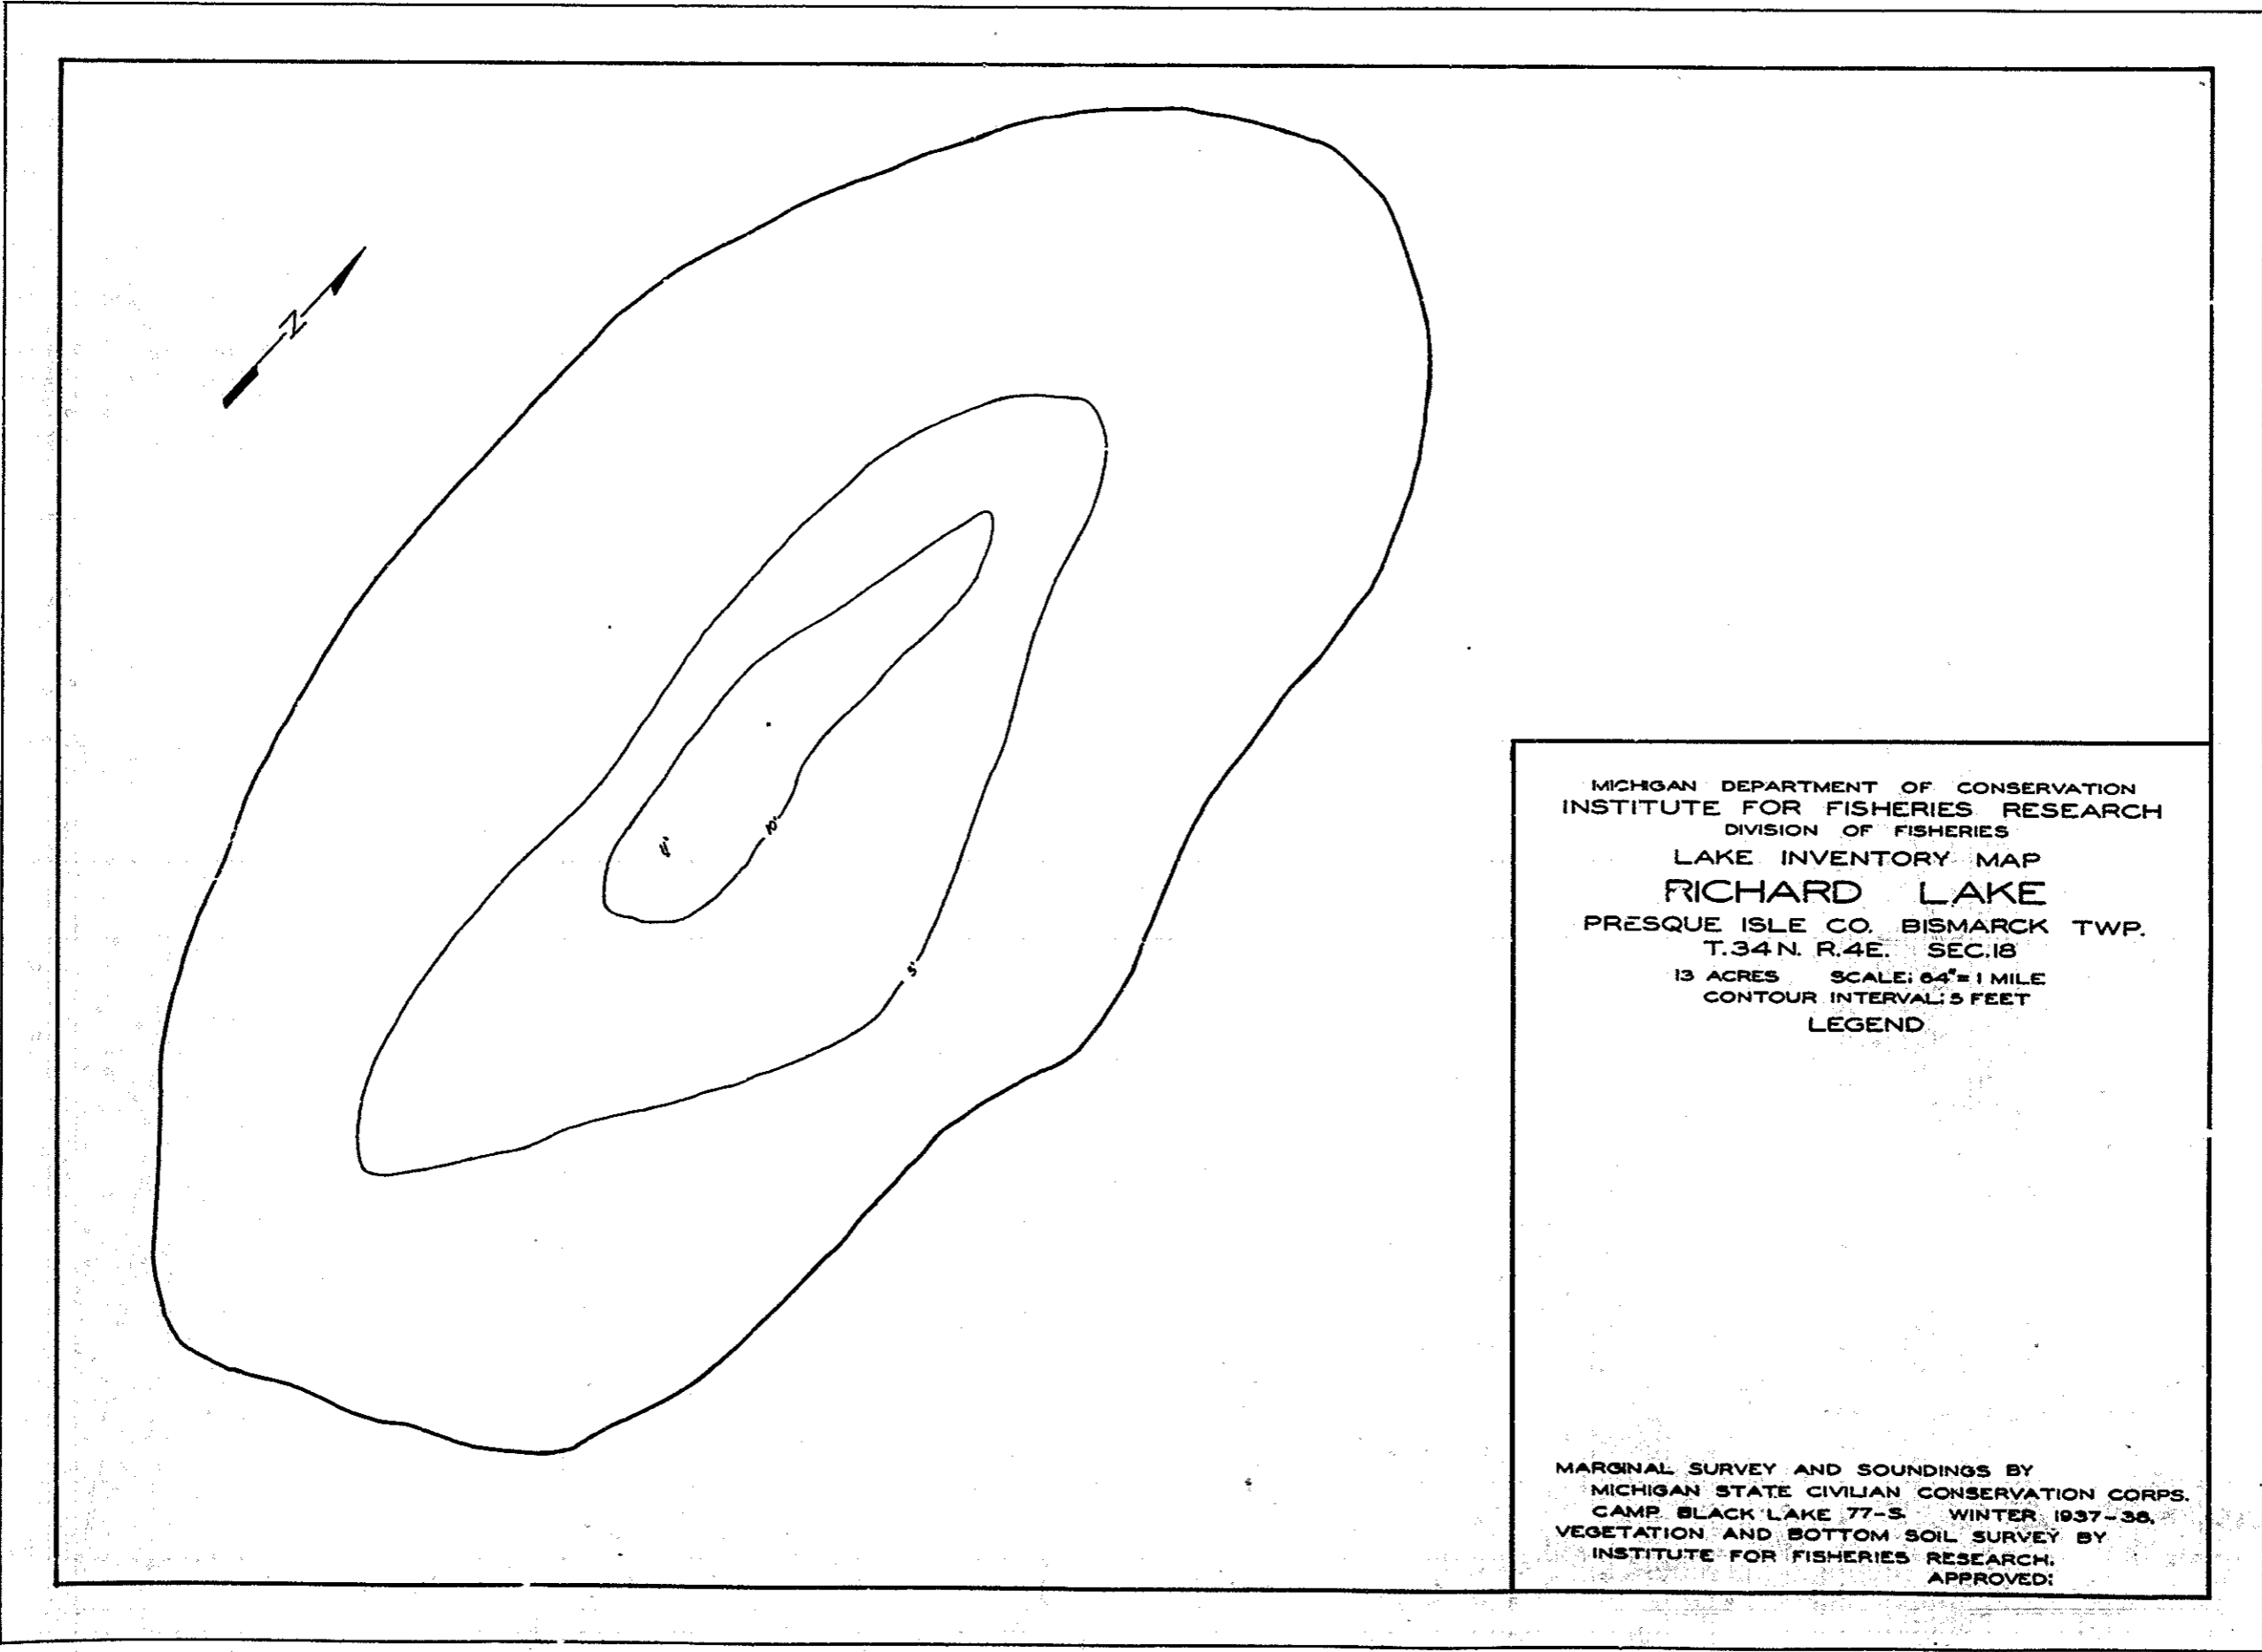 N
10'
5'
MICHIGAN DEPARTMENT OF CONSERVATION
INSTITUTE FOR FISHERIES RESEARCH
DIVISION OF FISHERIES
LAKE INVENTORY MAP
RICHARD LAKE
PRESQUE ISLE CO. BISMARCK TWP.
T.34N. R.4E. SEC.18
13 ACRES SCALE: 64"=1 MILE
CONTOUR INTERVAL: 5 FEET
LEGEND
MARGINAL SURVEY AND SOUNDINGS BY
MICHIGAN STATE CIVILIAN CONSERVATION CORPS.
CAMP BLACK LAKE 77-S. WINTER 1937-38.
VEGETATION AND BOTTOM SOIL SURVEY BY
INSTITUTE FOR FISHERIES RESEARCH.
APPROVED: